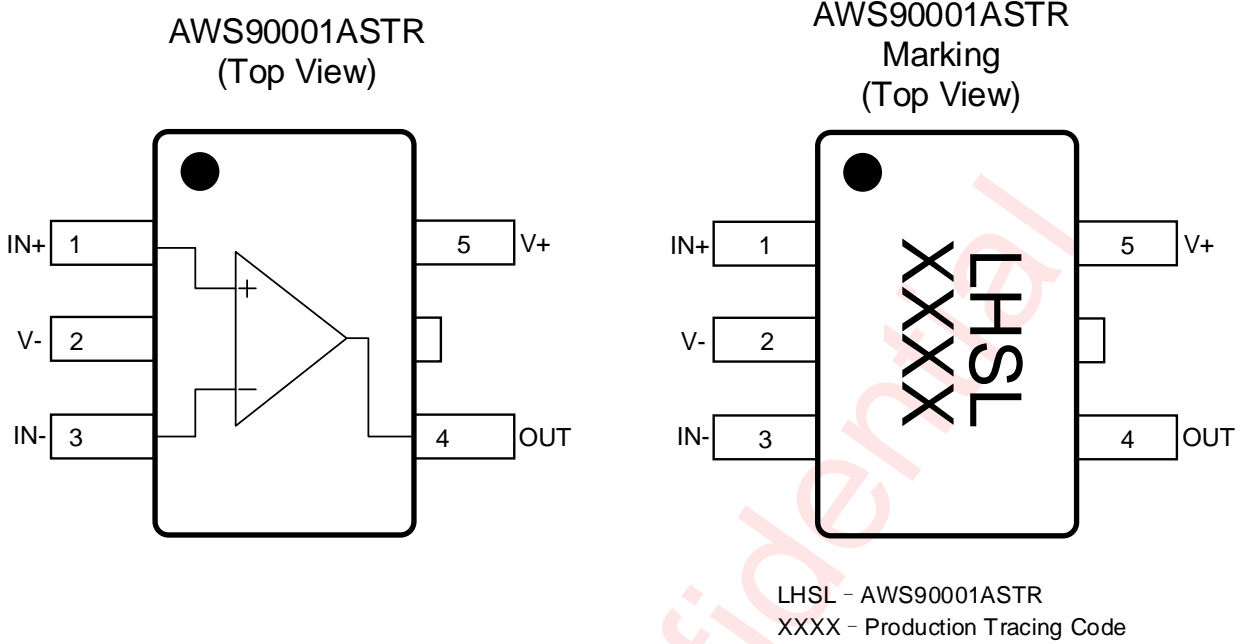 AWS90001ASTR
(Top View)
IN+ 1
V- 2
IN- 3
5 V+
4 OUT
+
−
AWS90001ASTR
Marking
(Top View)
IN+ 1
V- 2
IN- 3
5 V+
4 OUT
LHSL
XXXX
LHSL – AWS90001ASTR
XXXX – Production Tracing Code
fidential